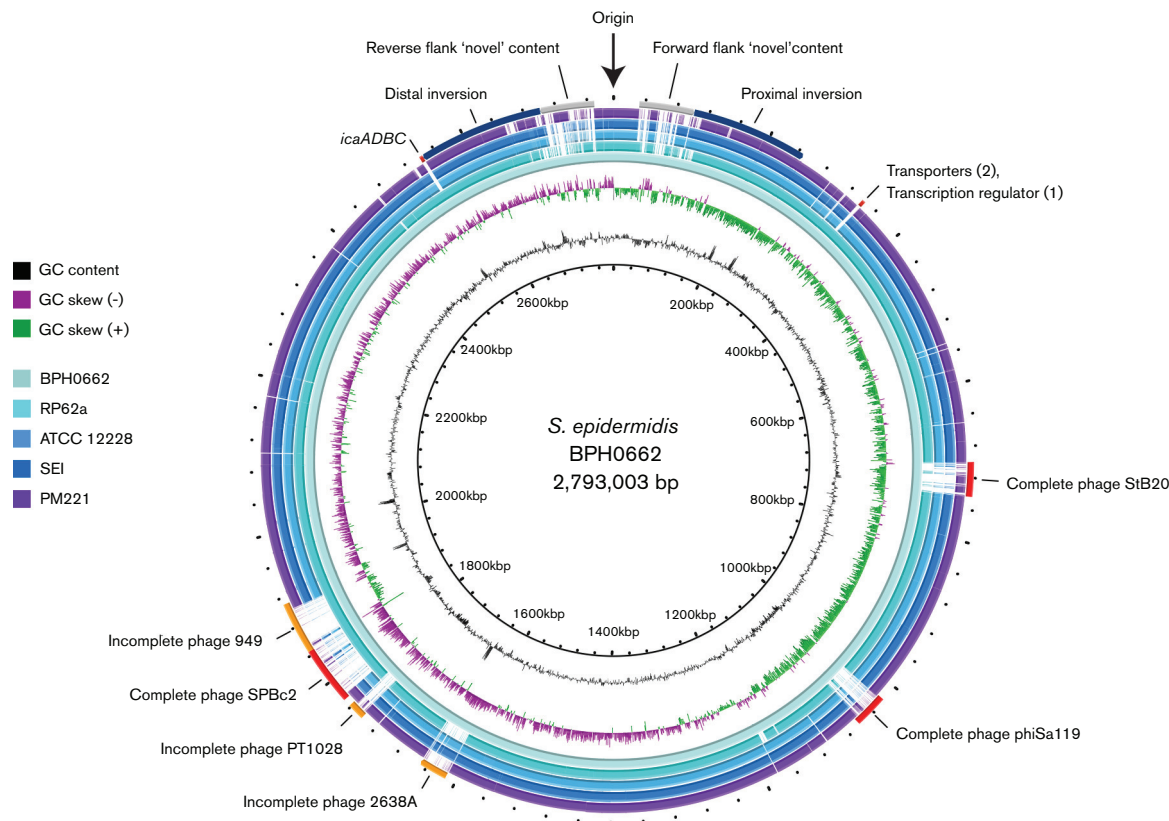 Origin
Reverse flank ‘novel’ content
Forward flank ‘novel’content
Distal inversion
Proximal inversion
icaADBC
Transporters (2),
Transcription regulator (1)
GC content
GC skew (-)
GC skew (+)
BPH0662
RP62a
ATCC 12228
SEI
PM221
2600kbp
200kbp
2400kbp
400kbp
2200kbp
600kbp
2000kbp
800kbp
1800kbp
1000kbp
1600kbp
1200kbp
1400kbp
S. epidermidis
BPH0662
2,793,003 bp
Complete phage StB20
Incomplete phage 949
Complete phage SPBc2
Complete phage phiSa119
Incomplete phage PT1028
Incomplete phage 2638A